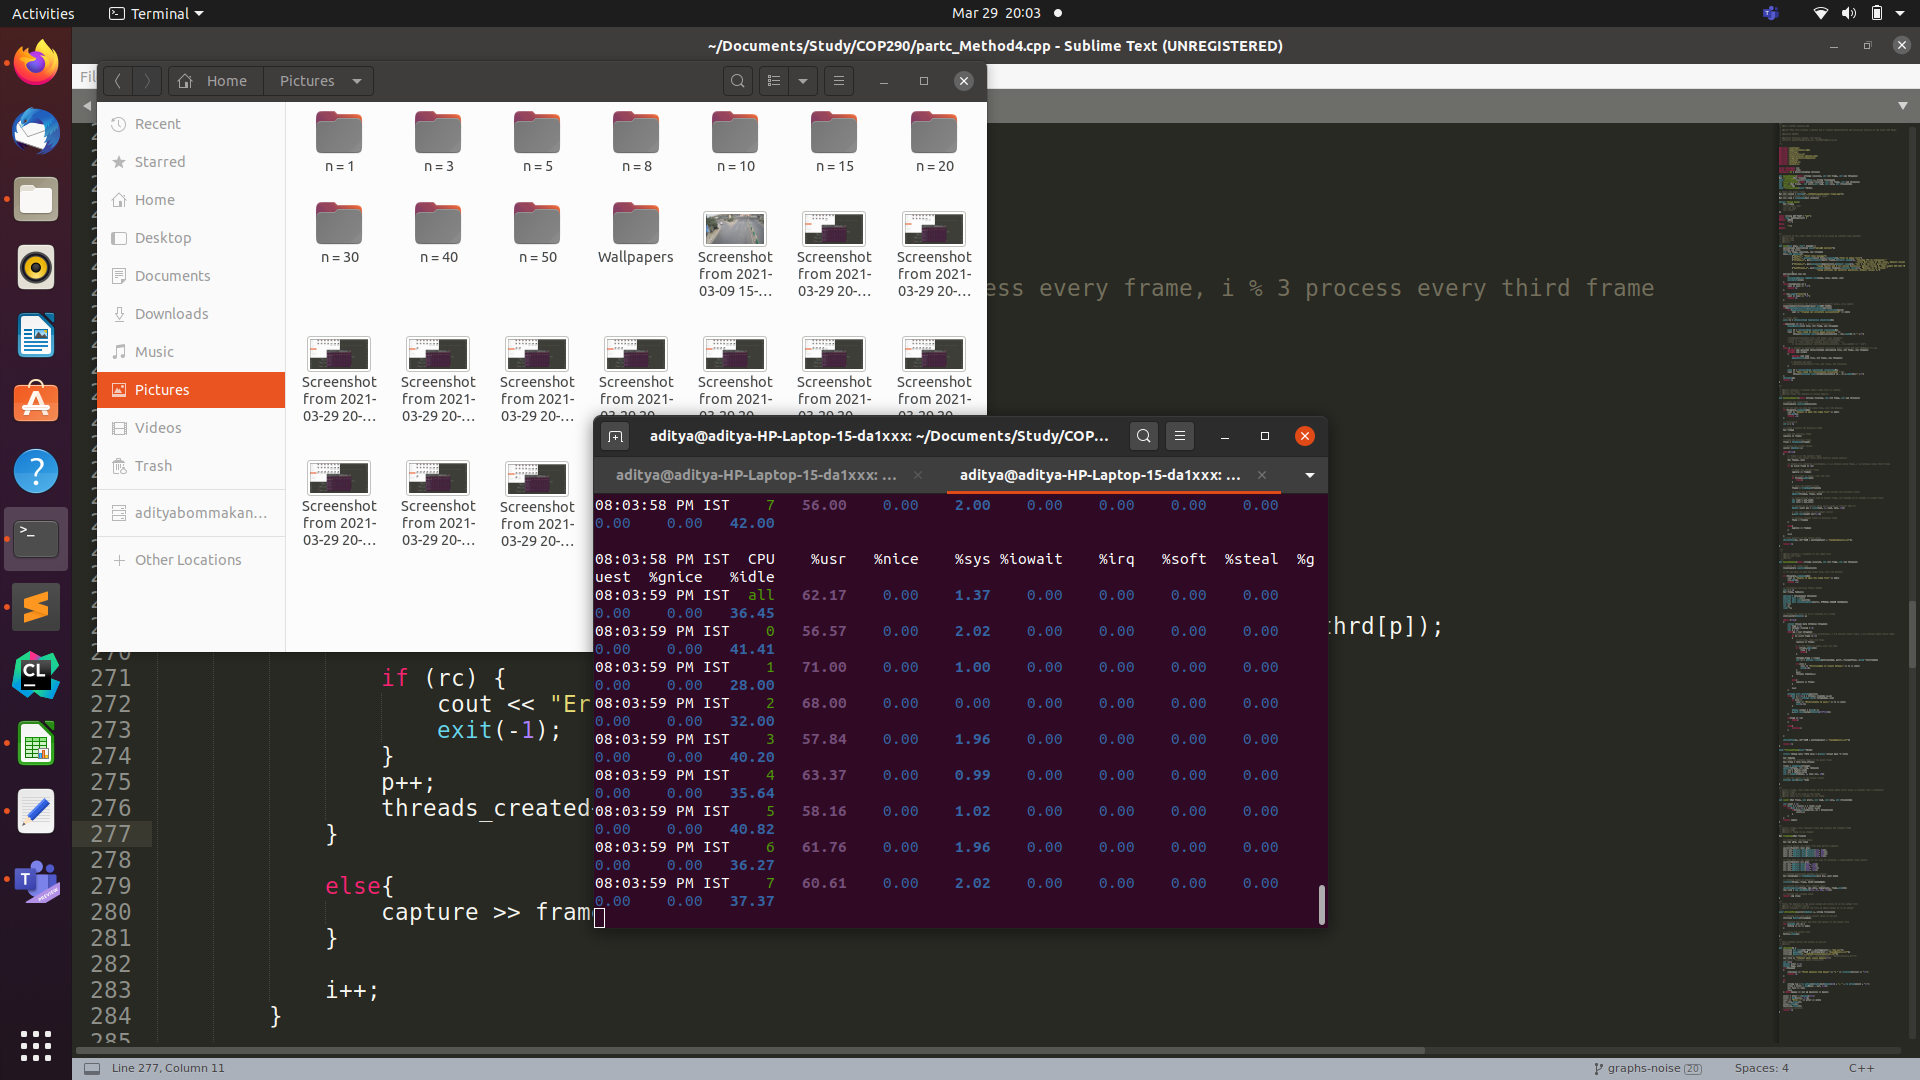 Activities
Terminal
Mar 29 20:03
~/Documents/Study/COP290/partc_Method4.cpp - Sublime Text (UNREGISTERED)
Fil
Home
Pictures
Recent
Starred
Home
Desktop
Documents
Downloads
Music
Pictures
Videos
Trash
adityabommakan...
Other Locations
n = 1
n = 3
n = 5
n = 8
n = 10
n = 15
n = 20
n = 30
n = 40
n = 50
Wallpapers
Screenshot from 2021-03-09 15-...
Screenshot from 2021-03-29 20-...
Screenshot from 2021-03-29 20-...
Screenshot from 2021-03-29 20-...
Screenshot from 2021-03-29 20-...
Screenshot from 2021-03-29 20-...
Screenshot from 2021-
Screenshot from 2021-
Screenshot from 2021-
Screenshot from 2021-
Screenshot from 2021-03-29 20-...
Screenshot from 2021-03-29 20-...
Screenshot from 2021-03-29 20-...
ess every frame, i % 3 process every third frame
thrd[p]);
aditya@aditya-HP-Laptop-15-da1xxx: ~/Documents/Study/COP...
aditya@aditya-HP-Laptop-15-da1xxx: ...
aditya@aditya-HP-Laptop-15-da1xxx: ...
08:03:58 PM IST 7 56.00 0.00 2.00 0.00 0.00 0.00 0.00
0.00 0.00 42.00
08:03:58 PM IST CPU %usr %nice %sys %iowait %irq %soft %steal %g
uest %gnice %idle
08:03:59 PM IST all 62.17 0.00 1.37 0.00 0.00 0.00 0.00
0.00 0.00 36.45
08:03:59 PM IST 0 56.57 0.00 2.02 0.00 0.00 0.00 0.00
0.00 0.00 41.41
08:03:59 PM IST 1 71.00 0.00 1.00 0.00 0.00 0.00 0.00
0.00 0.00 28.00
08:03:59 PM IST 2 68.00 0.00 0.00 0.00 0.00 0.00 0.00
0.00 0.00 32.00
08:03:59 PM IST 3 57.84 0.00 1.96 0.00 0.00 0.00 0.00
0.00 0.00 40.20
08:03:59 PM IST 4 63.37 0.00 0.99 0.00 0.00 0.00 0.00
0.00 0.00 35.64
08:03:59 PM IST 5 58.16 0.00 1.02 0.00 0.00 0.00 0.00
0.00 0.00 40.82
08:03:59 PM IST 6 61.76 0.00 1.96 0.00 0.00 0.00 0.00
0.00 0.00 36.27
08:03:59 PM IST 7 60.61 0.00 2.02 0.00 0.00 0.00 0.00
0.00 0.00 37.37
270
271 if (rc) {
272 cout << "Er
273 exit(-1);
274 }
275 p++;
276 threads_created
277 }
278
279 else{
280 capture >> fram
281 }
282
283 i++;
284 }
285
Line 277, Column 11
graphs-noise 20
Spaces: 4
C++